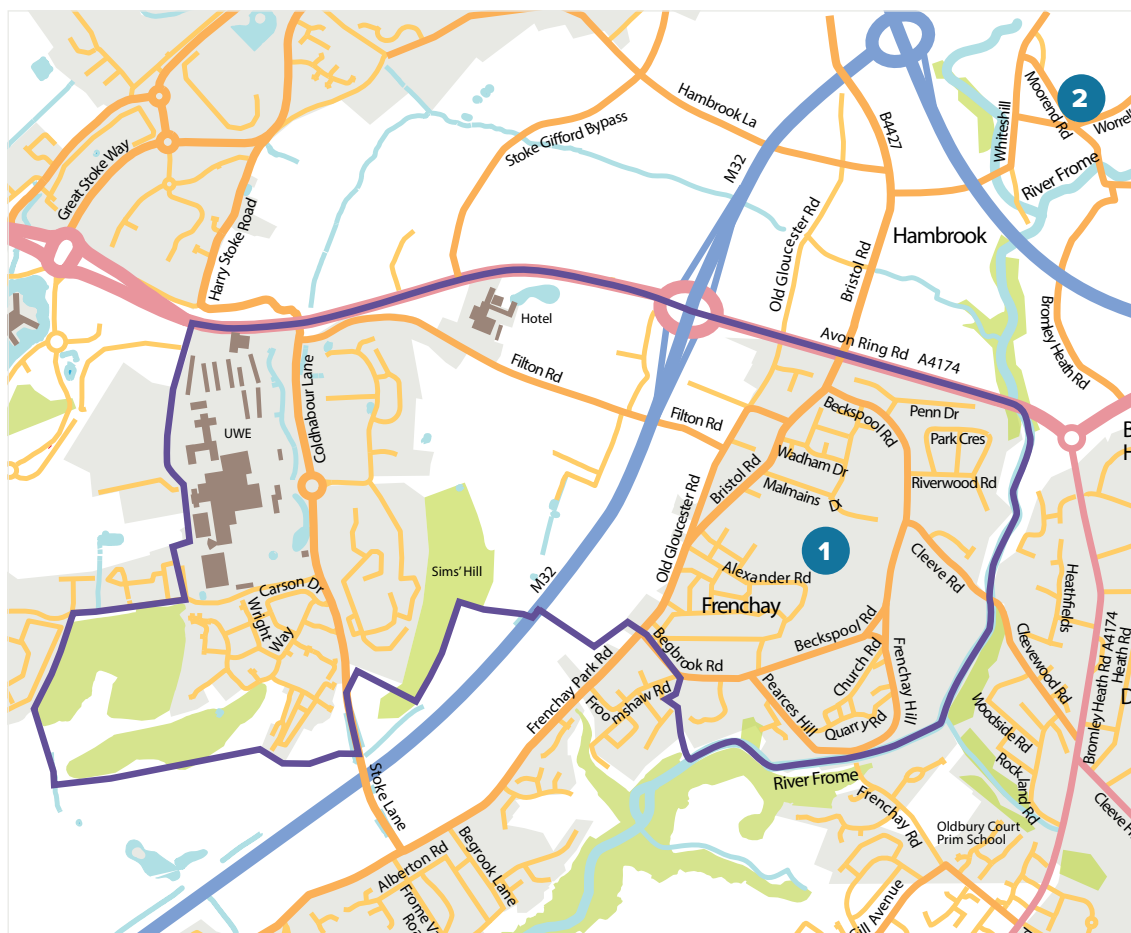 Hambrook La
Stoke Gifford Bypass
M32
B4427
Whiteshill
Moorend Rd
2
Worrell
River Frome
Great Stoke Way
Harry Stoke Road
Hambrook
Old Gloucester Rd
Bristol Rd
Bromley Heath Rd
Hotel
Avon Ring Rd A4174
Filton Rd
Coldhabour Lane
UWE
Filton Rd
Beckspool Rd
Penn Dr
Park Cres
Wadham Dr
Bristol Rd
Malmains Dr
Riverwood Rd
B
H
Old Gloucester Rd
1
Sims' Hill
M32
Alexander Rd
Cleeve Rd
Heathfields
Carson Dr
Wright
Way
Frenchay
Beckspool Rd
Begbrook Rd
Church Rd
Frenchay Hill
Cleevewood Rd
Bromley Heath Rd A4174
Heath Rd
D
Frenchay Park Rd
Froomshaw Rd
Pearces Hill
Quarry Rd
Woodside Rd
Rockland Rd
River Frome
Stoke Lane
Frenchay Rd
Cleeve H
Oldbury Court
Prim School
Alberton Rd
Begrook Lane
Frome V
Roa
Gill Avenue